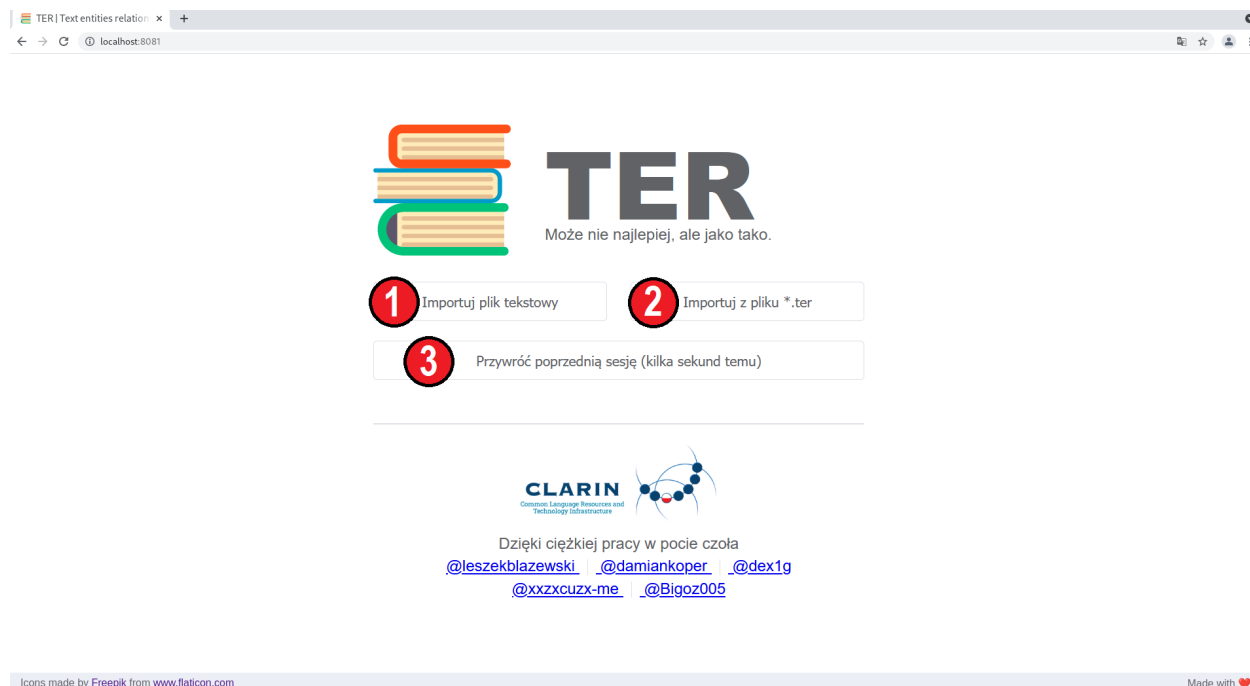 TER | Text entities relation
localhost:8081
TER
Może nie najlepiej, ale jako tako.
1 Importuj plik tekstowy
2 Importuj z pliku *.ter
3 Przywróć poprzednią sesję (kilka sekund temu)
CLARIN
Common Language Resources and
Technology Infrastructure
Dzięki ciężkiej pracy w pocie czoła
@leszekblazewski | @damiankoper | @dex1g
@xxzxcuzx-me | @Bigoz005
Icons made by Freepik from www.flaticon.com
Made with ❤